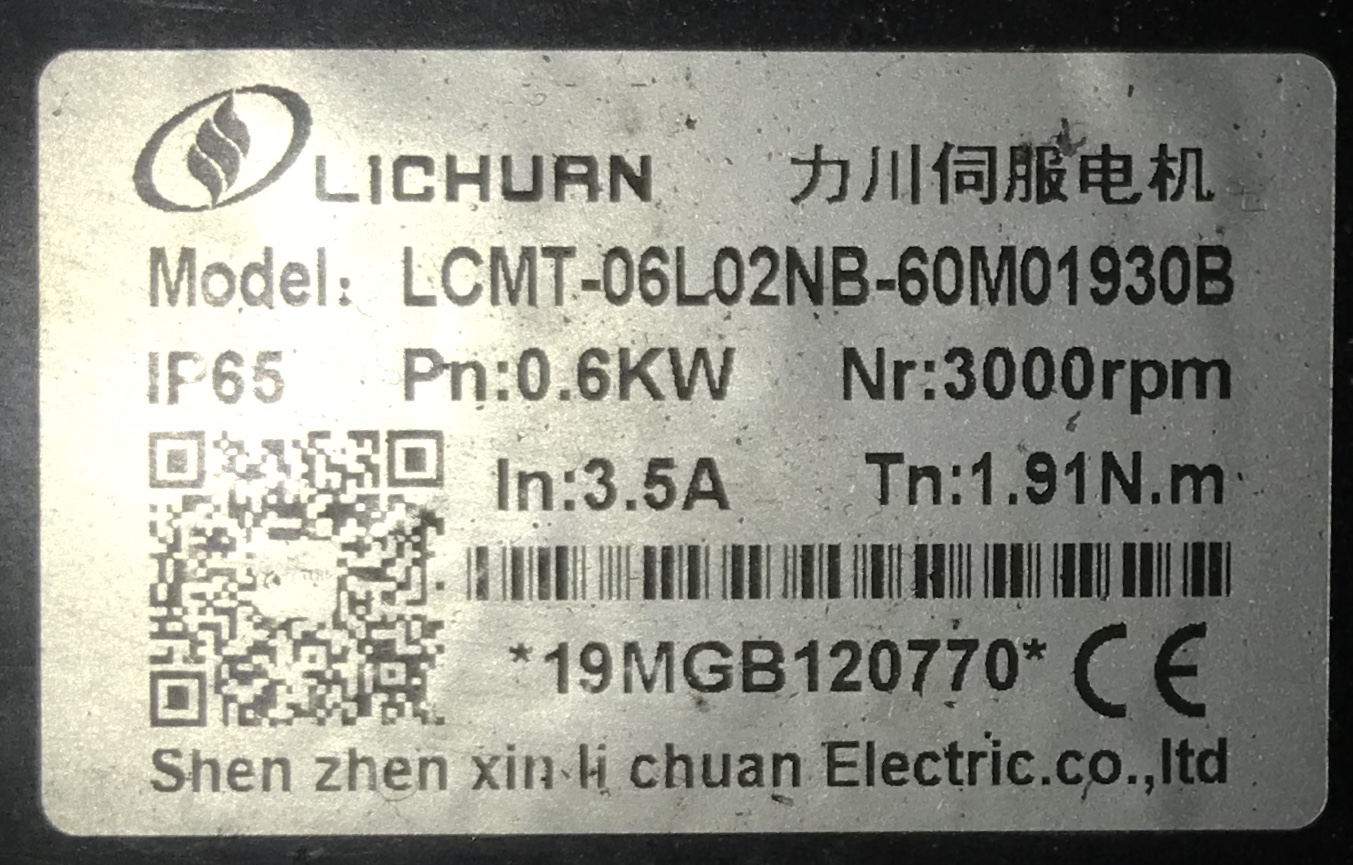 LICHUAN 力川伺服电机
Model: LCMT-06L02NB-60M01930B
IP65 Pn:0.6KW Nr:3000rpm
In:3.5A Tn:1.91N.m
*19MGB120770* CE
Shen zhen xin li chuan Electric.co.,ltd